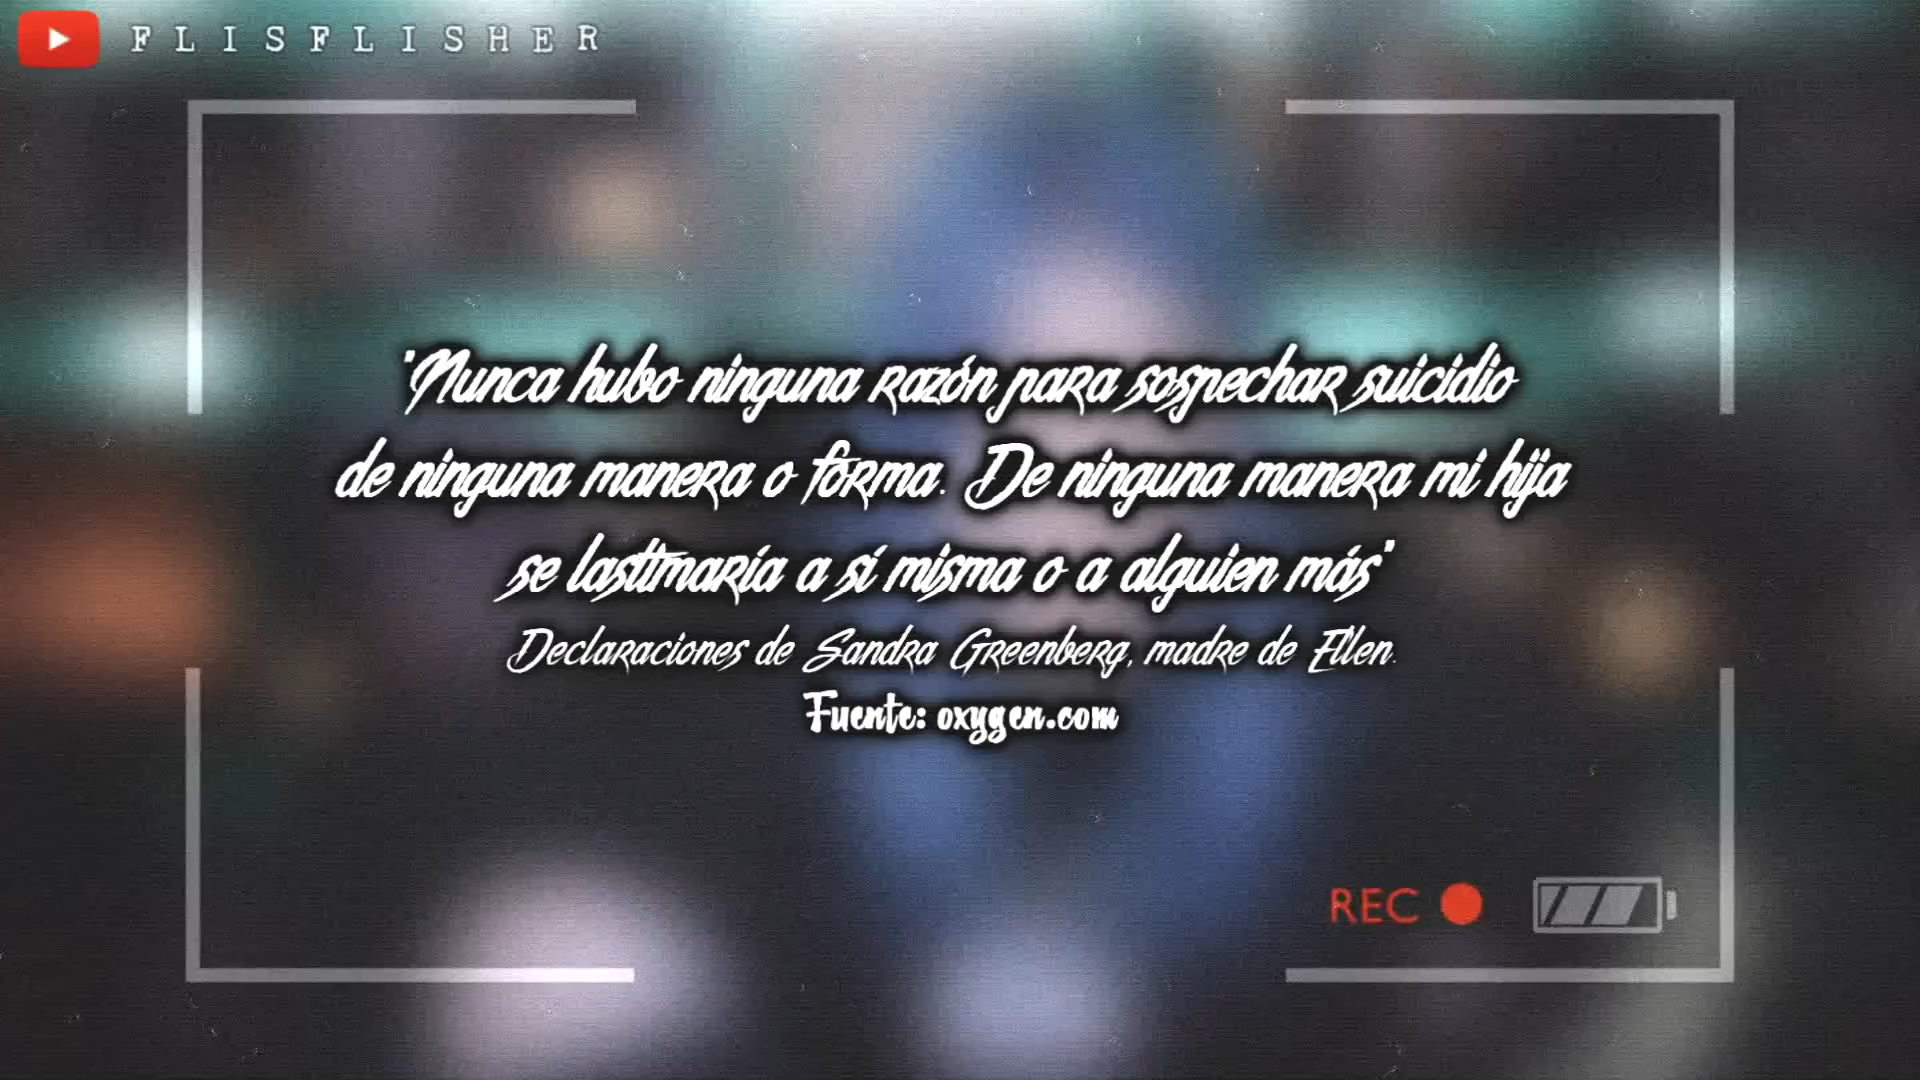 FLISFLISHER
"Nunca hubo ninguna razón para sospechar suicidio
de ninguna manera o forma. De ninguna manera mi hija
se lastimaría a sí misma o a alguien más"
Declaraciones de Sandra Greenberg, madre de Ellen.
Fuente: oxygen.com
REC